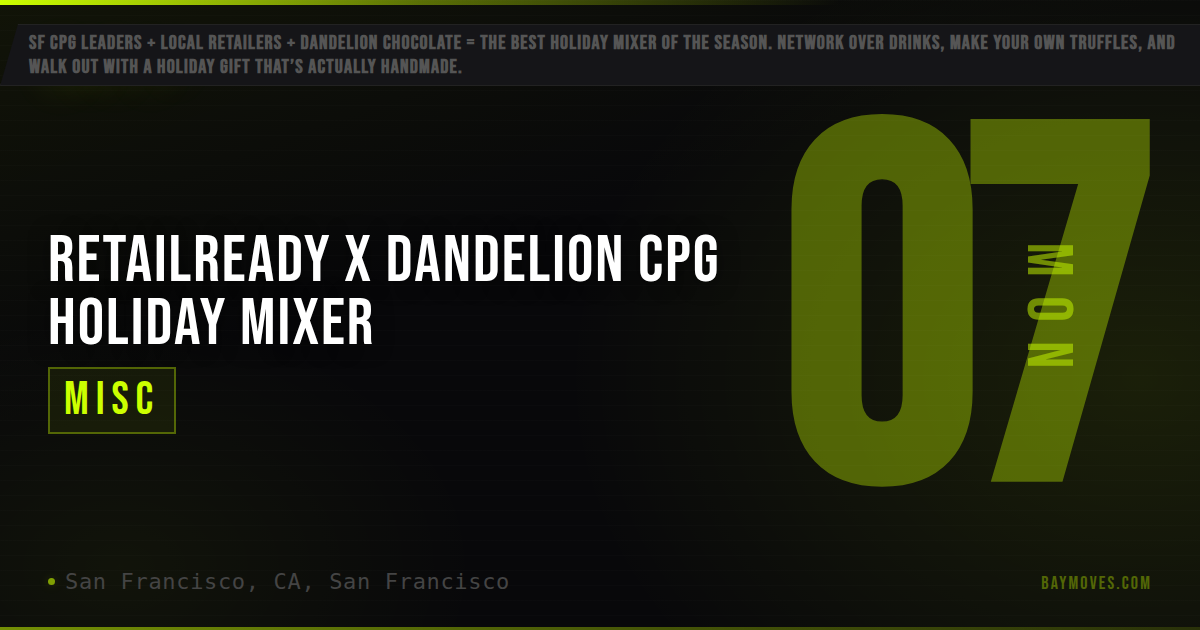 SF CPG LEADERS + LOCAL RETAILERS + DANDELION CHOCOLATE = THE BEST HOLIDAY MIXER OF THE SEASON. NETWORK OVER DRINKS, MAKE YOUR OWN TRUFFLES, AND
WALK OUT WITH A HOLIDAY GIFT THAT'S ACTUALLY HANDMADE.
RETAILREADY X DANDELION CPG
HOLIDAY MIXER
MISC
07
MON
San Francisco, CA, San Francisco
BAYMOVES.COM